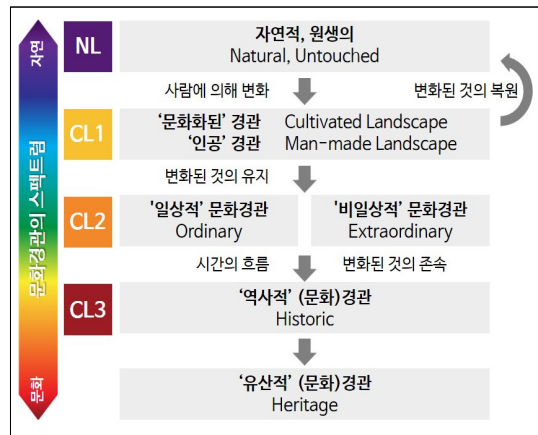 자연
NL
자연적, 원생의
Natural, Untouched
사람에 의해 변화
변화된 것의 복원
CL1
‘문화화된’ 경관 Cultivated Landscape
‘인공’ 경관 Man-made Landscape
변화된 것의 유지
문화경관의 스펙트럼
CL2
'일상적’ 문화경관
Ordinary
'비일상적’ 문화경관
Extraordinary
시간의 흐름
변화된 것의 존속
CL3
‘역사적’ (문화)경관
Historic
‘유산적’ (문화)경관
Heritage
문화